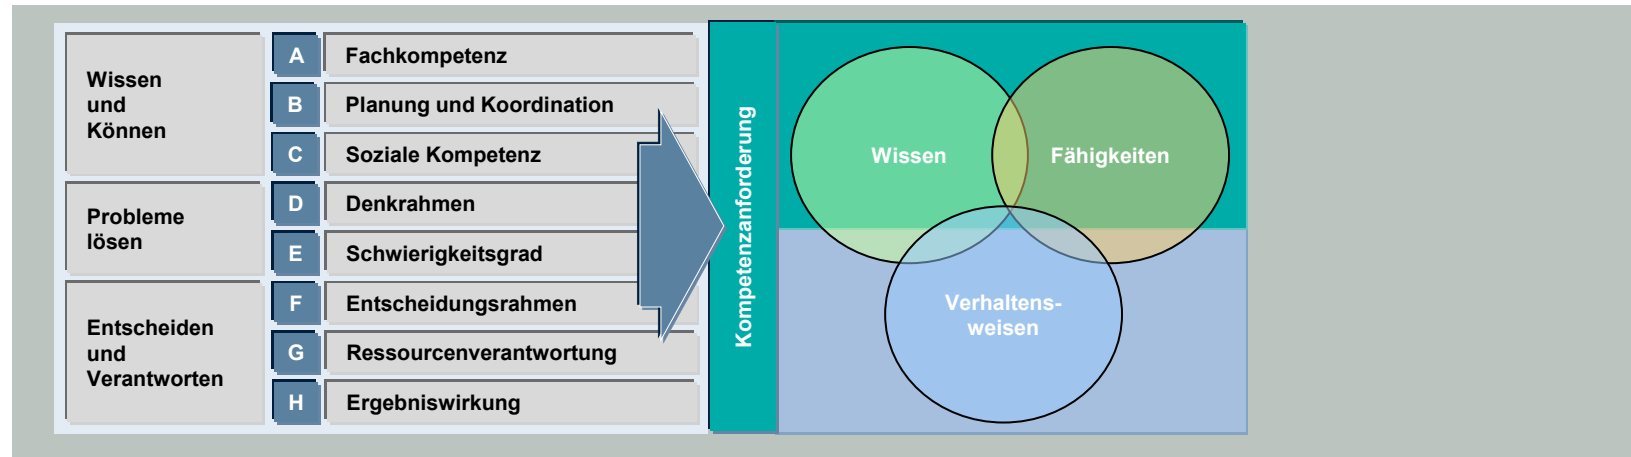 Wissen
und
Können
A Fachkompetenz
B Planung und Koordination
C Soziale Kompetenz
Probleme
lösen
D Denkrahmen
E Schwierigkeitsgrad
Entscheiden
und
Verantworten
F Entscheidungsrahmen
G Ressourcenverantwortung
H Ergebniswirkung
Kompetenzanforderung
Wissen
Fähigkeiten
Verhaltens-
weisen